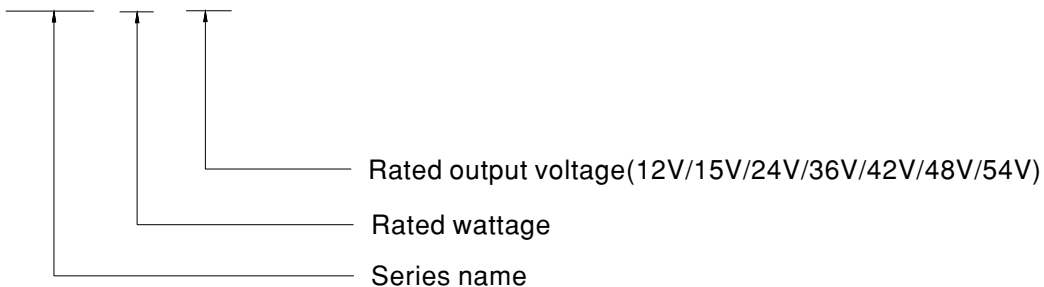 Rated output voltage(12V/15V/24V/36V/42V/48V/54V)
Rated wattage
Series name